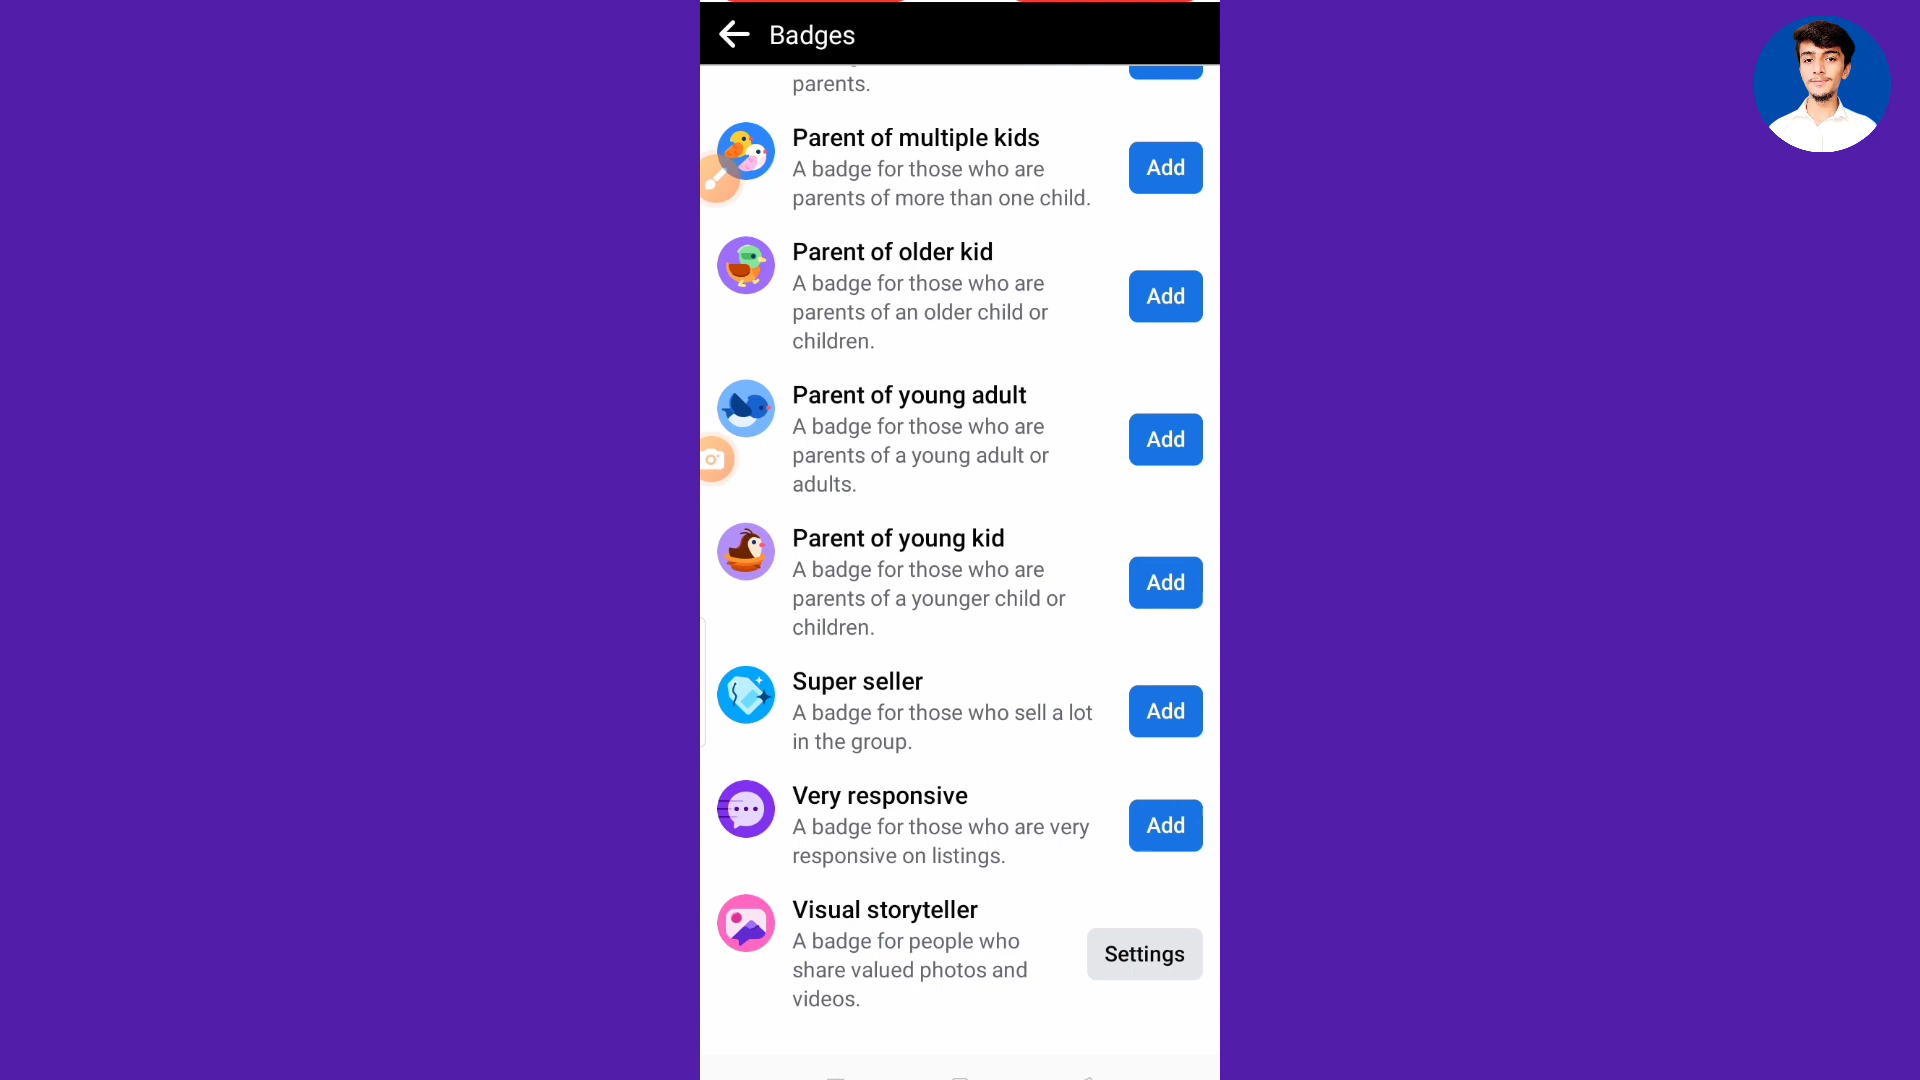 Badges
parents.
Parent of multiple kids
A badge for those who are
parents of more than one child.
Add
Parent of older kid
A badge for those who are
parents of an older child or
children.
Add
Parent of young adult
A badge for those who are
parents of a young adult or
adults.
Add
Parent of young kid
A badge for those who are
parents of a younger child or
children.
Add
Super seller
A badge for those who sell a lot
in the group.
Add
Very responsive
A badge for those who are very
responsive on listings.
Add
Visual storyteller
A badge for people who
share valued photos and
videos.
Settings